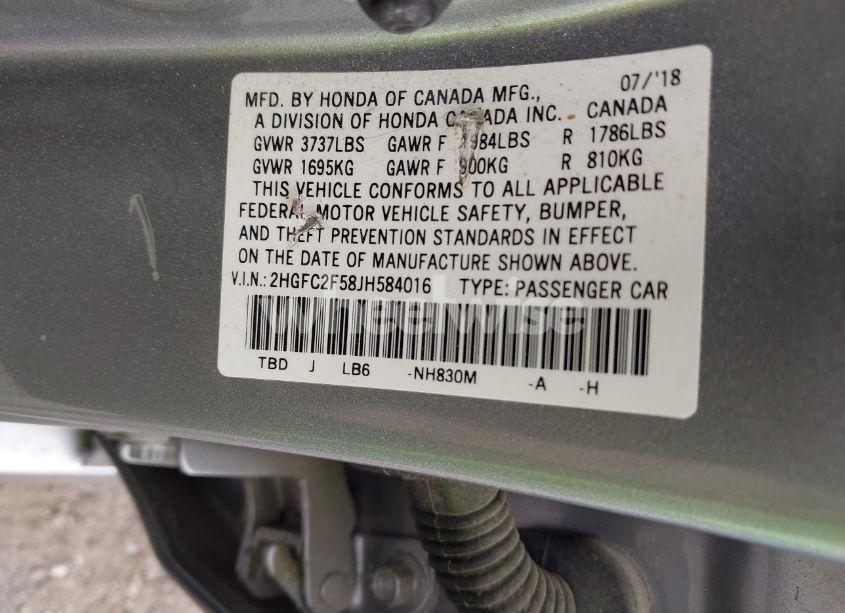 07/'18
MFD. BY HONDA OF CANADA MFG.,
A DIVISION OF HONDA CANADA INC. CANADA
GVWR 3737LBS GAWR F 1984LBS R 1786LBS
GVWR 1695KG GAWR F 900KG R 810KG
THIS VEHICLE CONFORMS TO ALL APPLICABLE
FEDERAL MOTOR VEHICLE SAFETY, BUMPER,
AND THEFT PREVENTION STANDARDS IN EFFECT
ON THE DATE OF MANUFACTURE SHOWN ABOVE.
V.I.N.: 2HGFC2F58JH584016 TYPE: PASSENGER CAR
wheelwise
TBD J LB6 -NH830M -A -H